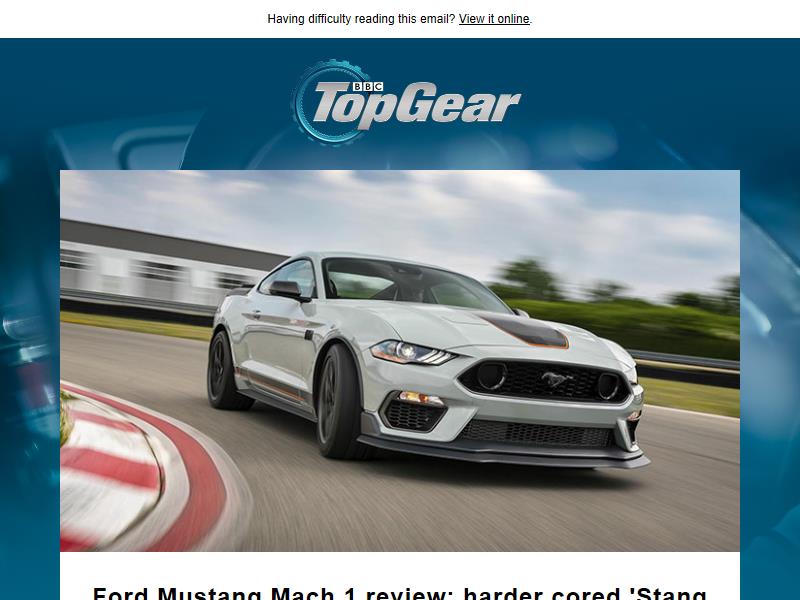 Having difficulty reading this email? View it online.
BBC
TopGear
Ford Mustang Mach 1 review: harder cored 'Stang